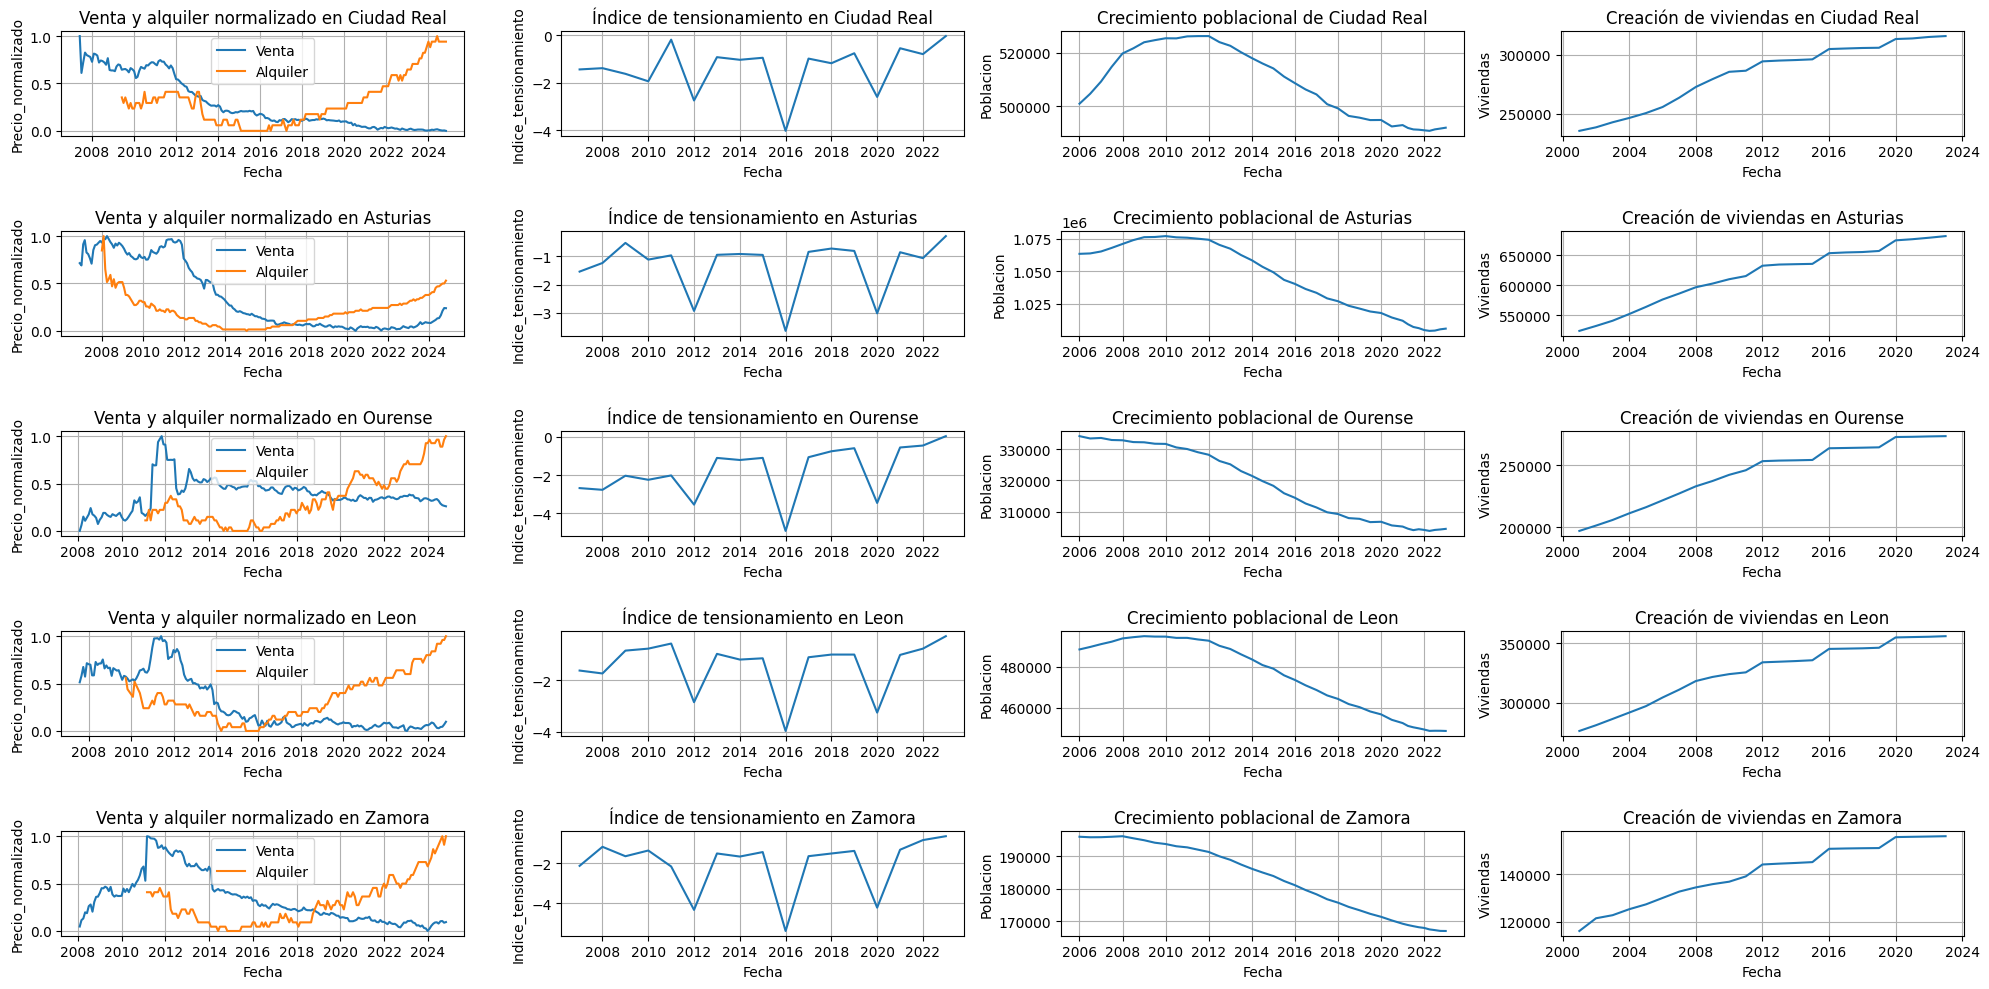 Venta y alquiler normalizado en Ciudad Real
Precio_normalizado
1.0
0.5
0.0
Venta
Alquiler
2008 2010 2012 2014 2016 2018 2020 2022 2024
Fecha
Índice de tensionamiento en Ciudad Real
Indice_tensionamiento
0
−2
−4
2008 2010 2012 2014 2016 2018 2020 2022
Fecha
Crecimiento poblacional de Ciudad Real
Poblacion
520000
500000
2006 2008 2010 2012 2014 2016 2018 2020 2022
Fecha
Creación de viviendas en Ciudad Real
Viviendas
300000
250000
2000 2004 2008 2012 2016 2020 2024
Fecha
Venta y alquiler normalizado en Asturias
Precio_normalizado
1.0
0.5
0.0
Venta
Alquiler
2008 2010 2012 2014 2016 2018 2020 2022 2024
Fecha
Índice de tensionamiento en Asturias
Indice_tensionamiento
−1
−2
−3
2008 2010 2012 2014 2016 2018 2020 2022
Fecha
Crecimiento poblacional de Asturias
1e6
Poblacion
1.075
1.050
1.025
2006 2008 2010 2012 2014 2016 2018 2020 2022
Fecha
Creación de viviendas en Asturias
Viviendas
650000
600000
550000
2000 2004 2008 2012 2016 2020 2024
Fecha
Venta y alquiler normalizado en Ourense
Precio_normalizado
1.0
0.5
0.0
Venta
Alquiler
2008 2010 2012 2014 2016 2018 2020 2022 2024
Fecha
Índice de tensionamiento en Ourense
Indice_tensionamiento
0
−2
−4
2008 2010 2012 2014 2016 2018 2020 2022
Fecha
Crecimiento poblacional de Ourense
Poblacion
330000
320000
310000
2006 2008 2010 2012 2014 2016 2018 2020 2022
Fecha
Creación de viviendas en Ourense
Viviendas
250000
200000
2000 2004 2008 2012 2016 2020 2024
Fecha
Venta y alquiler normalizado en Leon
Precio_normalizado
1.0
0.5
0.0
Venta
Alquiler
2008 2010 2012 2014 2016 2018 2020 2022 2024
Fecha
Índice de tensionamiento en Leon
Indice_tensionamiento
−2
−4
2008 2010 2012 2014 2016 2018 2020 2022
Fecha
Crecimiento poblacional de Leon
Poblacion
480000
460000
2006 2008 2010 2012 2014 2016 2018 2020 2022
Fecha
Creación de viviendas en Leon
Viviendas
350000
300000
2000 2004 2008 2012 2016 2020 2024
Fecha
Venta y alquiler normalizado en Zamora
Precio_normalizado
1.0
0.5
0.0
Venta
Alquiler
2008 2010 2012 2014 2016 2018 2020 2022 2024
Fecha
Índice de tensionamiento en Zamora
Indice_tensionamiento
−2
−4
2008 2010 2012 2014 2016 2018 2020 2022
Fecha
Crecimiento poblacional de Zamora
Poblacion
190000
180000
170000
2006 2008 2010 2012 2014 2016 2018 2020 2022
Fecha
Creación de viviendas en Zamora
Viviendas
140000
120000
2000 2004 2008 2012 2016 2020 2024
Fecha